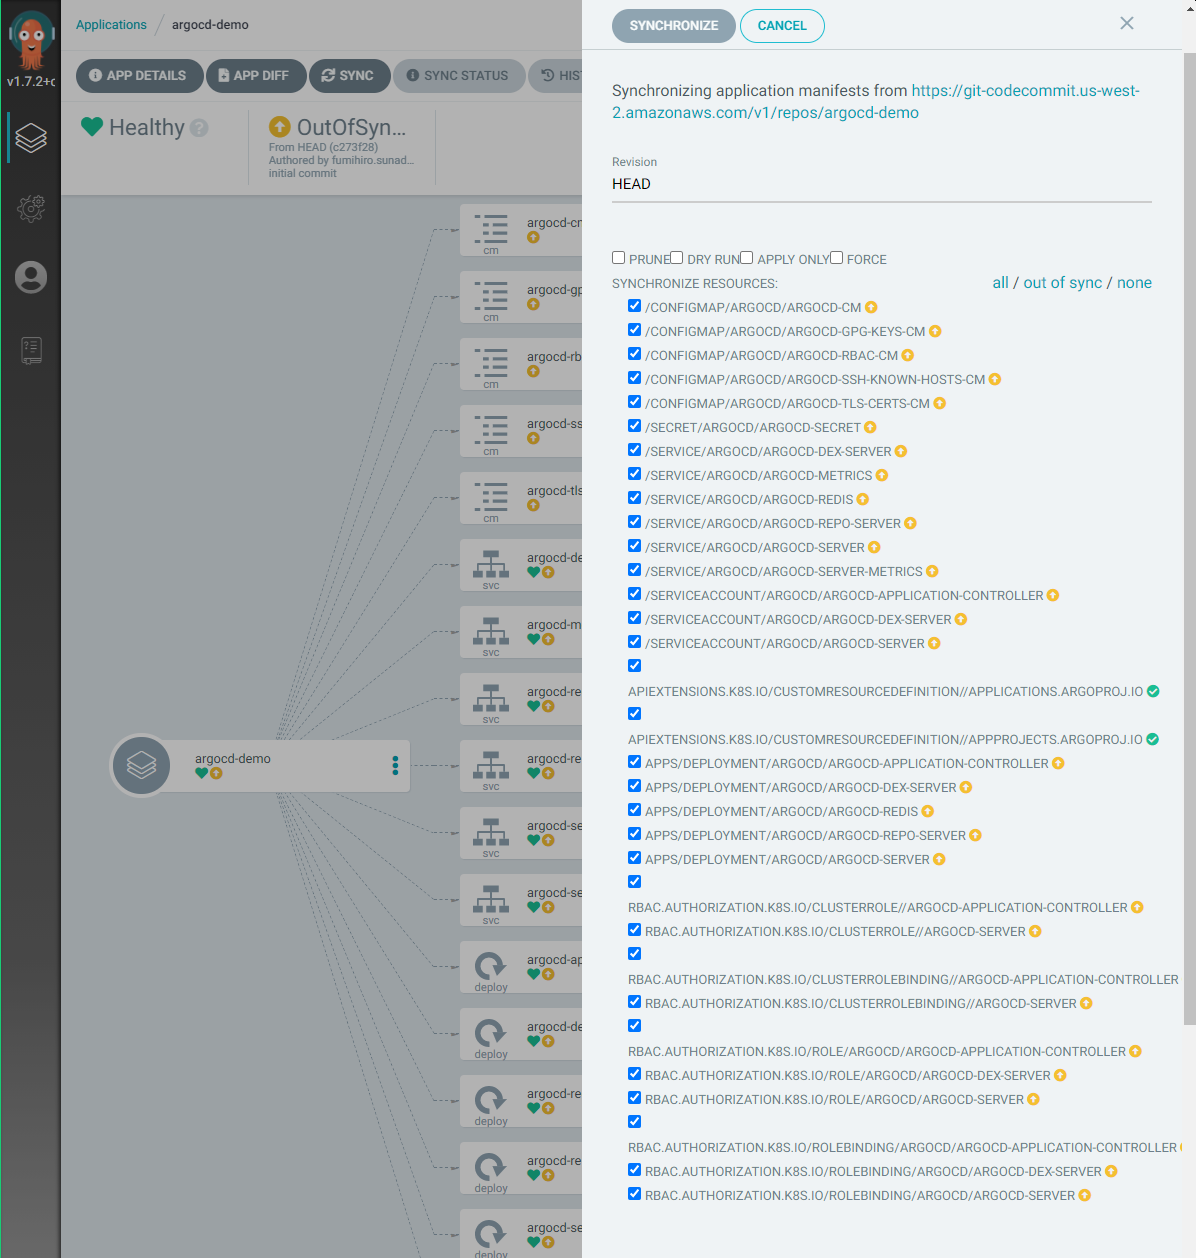 v1.7.2+c
Applications
argocd-demo
APP DETAILS
APP DIFF
SYNC
SYNC STATUS
HIS
Healthy
OutOfSyn...
From HEAD (c273f28)
Authored by fumihiro.sunad...
initial commit
argocd-demo
argocd-cn
cm
argocd-gp
cm
argocd-rb
cm
argocd-ss
cm
argocd-tls
cm
argocd-de
svc
argocd-m
svc
argocd-re
svc
argocd-re
svc
argocd-se
svc
argocd-se
svc
argocd-ap
deploy
argocd-de
deploy
argocd-re
deploy
argocd-re
deploy
argocd-se
deploy
SYNCHRONIZE
CANCEL
Synchronizing application manifests from https://git-codecommit.us-west-
2.amazonaws.com/v1/repos/argocd-demo
Revision
HEAD
PRUNE DRY RUN APPLY ONLY FORCE
SYNCHRONIZE RESOURCES:
all / out of sync / none
/CONFIGMAP/ARGOCD/ARGOCD-CM
/CONFIGMAP/ARGOCD/ARGOCD-GPG-KEYS-CM
/CONFIGMAP/ARGOCD/ARGOCD-RBAC-CM
/CONFIGMAP/ARGOCD/ARGOCD-SSH-KNOWN-HOSTS-CM
/CONFIGMAP/ARGOCD/ARGOCD-TLS-CERTS-CM
/SECRET/ARGOCD/ARGOCD-SECRET
/SERVICE/ARGOCD/ARGOCD-DEX-SERVER
/SERVICE/ARGOCD/ARGOCD-METRICS
/SERVICE/ARGOCD/ARGOCD-REDIS
/SERVICE/ARGOCD/ARGOCD-REPO-SERVER
/SERVICE/ARGOCD/ARGOCD-SERVER
/SERVICE/ARGOCD/ARGOCD-SERVER-METRICS
/SERVICEACCOUNT/ARGOCD/ARGOCD-APPLICATION-CONTROLLER
/SERVICEACCOUNT/ARGOCD/ARGOCD-DEX-SERVER
/SERVICEACCOUNT/ARGOCD/ARGOCD-SERVER
APIEXTENSIONS.K8S.IO/CUSTOMRESOURCEDEFINITION//APPLICATIONS.ARGOPROJ.IO
APIEXTENSIONS.K8S.IO/CUSTOMRESOURCEDEFINITION//APPPROJECTS.ARGOPROJ.IO
APPS/DEPLOYMENT/ARGOCD/ARGOCD-APPLICATION-CONTROLLER
APPS/DEPLOYMENT/ARGOCD/ARGOCD-DEX-SERVER
APPS/DEPLOYMENT/ARGOCD/ARGOCD-REDIS
APPS/DEPLOYMENT/ARGOCD/ARGOCD-REPO-SERVER
APPS/DEPLOYMENT/ARGOCD/ARGOCD-SERVER
RBAC.AUTHORIZATION.K8S.IO/CLUSTERROLE//ARGOCD-APPLICATION-CONTROLLER
RBAC.AUTHORIZATION.K8S.IO/CLUSTERROLE//ARGOCD-SERVER
RBAC.AUTHORIZATION.K8S.IO/CLUSTERROLEBINDING//ARGOCD-APPLICATION-CONTROLLER
RBAC.AUTHORIZATION.K8S.IO/CLUSTERROLEBINDING//ARGOCD-SERVER
RBAC.AUTHORIZATION.K8S.IO/ROLE/ARGOCD/ARGOCD-APPLICATION-CONTROLLER
RBAC.AUTHORIZATION.K8S.IO/ROLE/ARGOCD/ARGOCD-DEX-SERVER
RBAC.AUTHORIZATION.K8S.IO/ROLE/ARGOCD/ARGOCD-SERVER
RBAC.AUTHORIZATION.K8S.IO/ROLEBINDING/ARGOCD/ARGOCD-APPLICATION-CONTROLLER
RBAC.AUTHORIZATION.K8S.IO/ROLEBINDING/ARGOCD/ARGOCD-DEX-SERVER
RBAC.AUTHORIZATION.K8S.IO/ROLEBINDING/ARGOCD/ARGOCD-SERVER